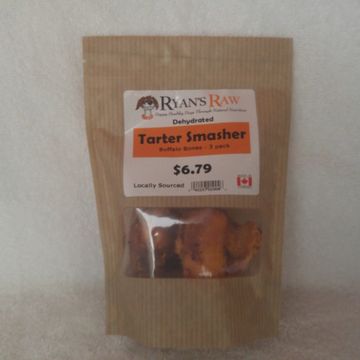 RYAN'S RAW
Dehydrated
Tarter Smasher
Buffalo Bones - 3 pack
$6.79
Locally Sourced